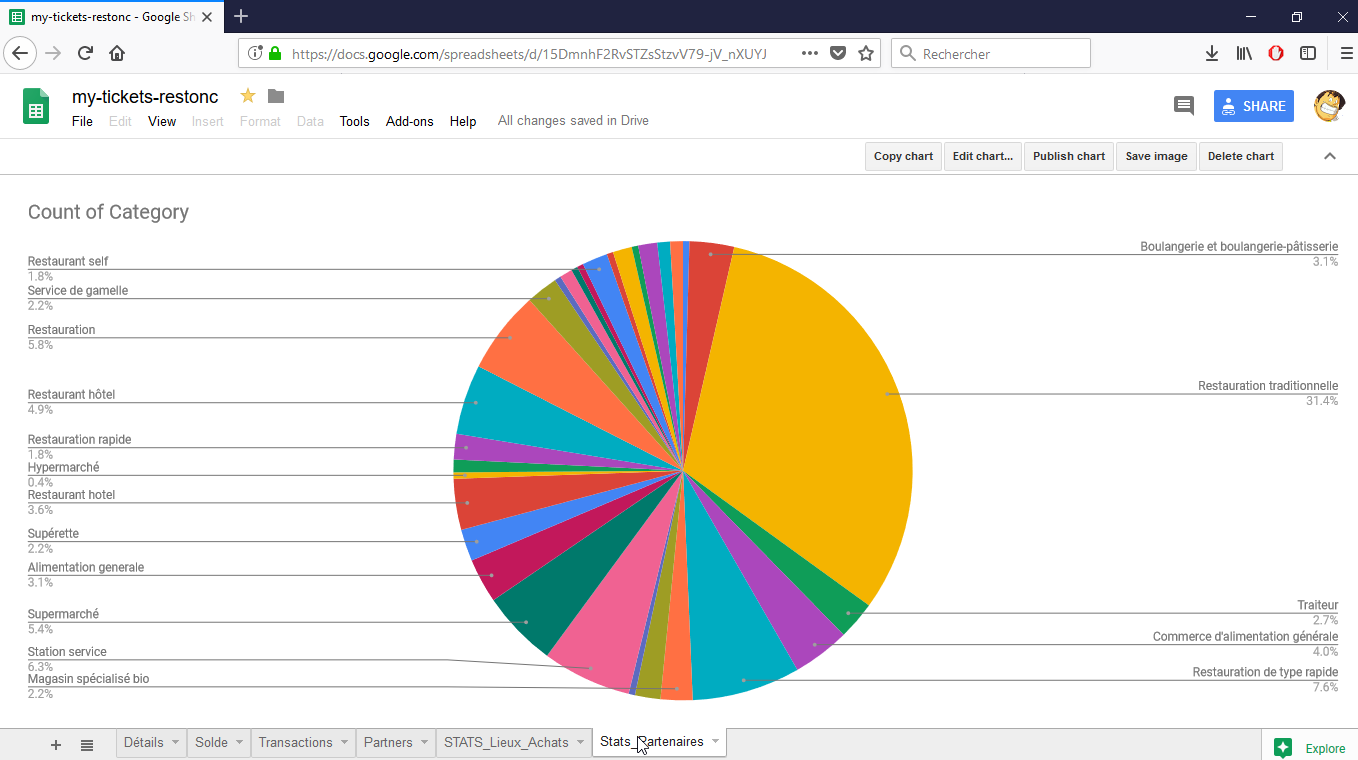 my-tickets-restonc - Google Sh
https://docs.google.com/spreadsheets/d/15DmnhF2RvSTZsStzvV79-jV_nXUYJ
Rechercher
my-tickets-restonc
SHARE
File Edit View Insert Format Data Tools Add-ons Help All changes saved in Drive
Copy chart Edit chart... Publish chart Save image Delete chart
Count of Category
Restaurant self
1.8%
Service de gamelle
2.2%
Restauration
5.8%
Restaurant hôtel
4.9%
Restauration rapide
1.8%
Hypermarché
0.4%
Restaurant hotel
3.6%
Supérette
2.2%
Alimentation generale
3.1%
Supermarché
5.4%
Station service
6.3%
Magasin spécialisé bio
2.2%
Boulangerie et boulangerie-pâtisserie
3.1%
Restauration traditionnelle
31.4%
Traiteur
2.7%
Commerce d'alimentation générale
4.0%
Restauration de type rapide
7.6%
Détails Solde Transactions Partners STATS_Lieux_Achats Stats_Partenaires
Explore